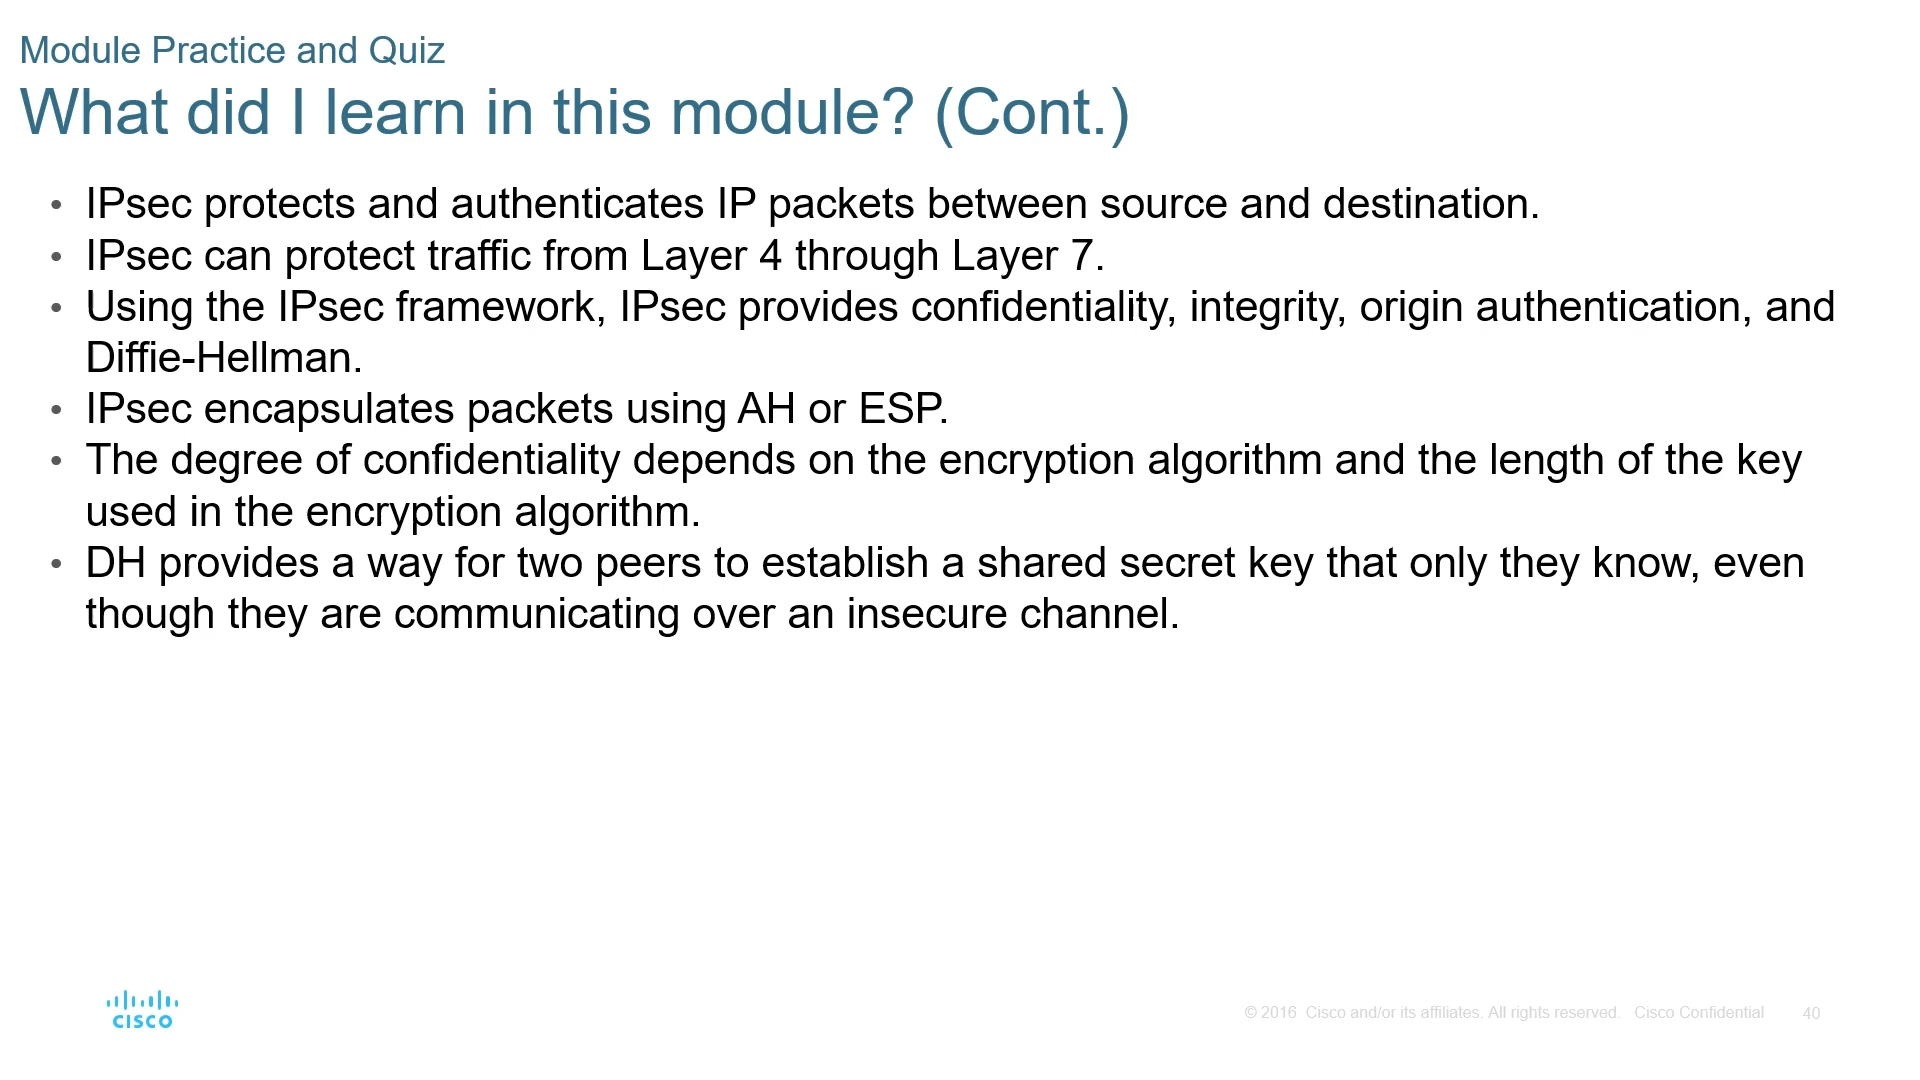 Module Practice and Quiz
What did I learn in this module? (Cont.)
• IPsec protects and authenticates IP packets between source and destination.
• IPsec can protect traffic from Layer 4 through Layer 7.
• Using the IPsec framework, IPsec provides confidentiality, integrity, origin authentication, and
Diffie-Hellman.
• IPsec encapsulates packets using AH or ESP.
• The degree of confidentiality depends on the encryption algorithm and the length of the key
used in the encryption algorithm.
• DH provides a way for two peers to establish a shared secret key that only they know, even
though they are communicating over an insecure channel.
CISCO
© 2016 Cisco and/or its affiliates. All rights reserved. Cisco Confidential 40